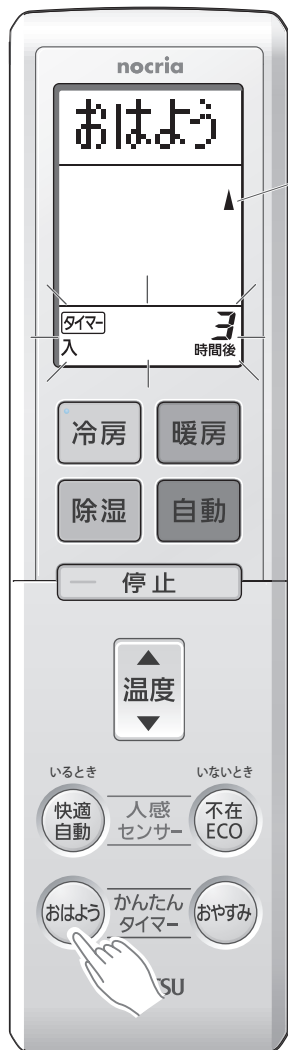 nocria
おはよう
タイマー 3
入 時間後
冷房 暖房
除湿 自動
停止
温度
いるとき いないとき
快適 人感 不在
自動 センサー ECO
おはよう かんたん おやすみ
タイマー